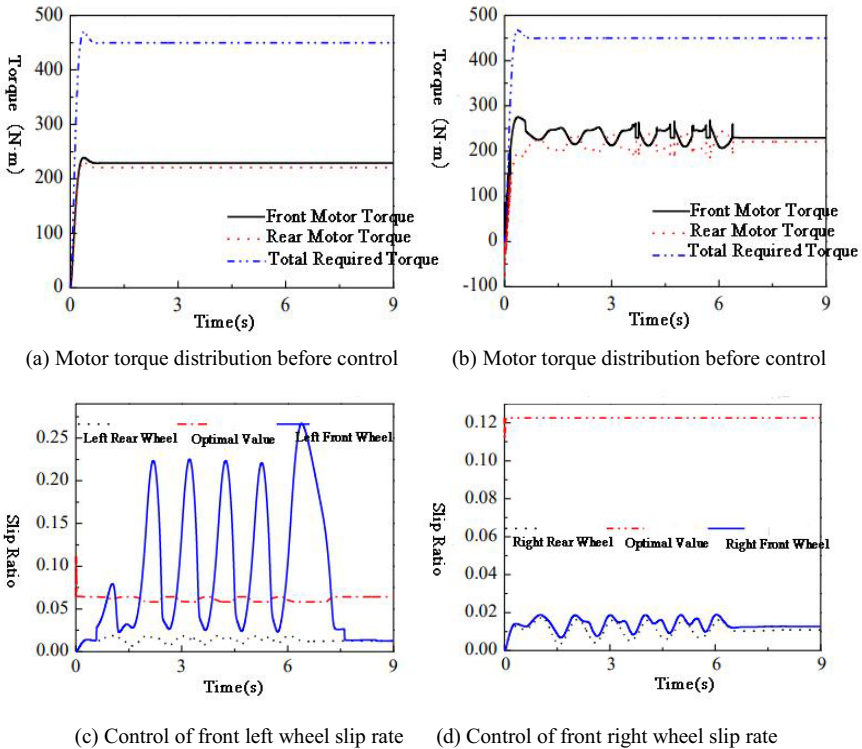 500
400
300
200
100
0
Torque (N·m)
Front Motor Torque
Rear Motor Torque
Total Required Torque
0 3 6 9
Time(s)
(a) Motor torque distribution before control
500
400
300
200
100
0
-100
Torque (N·m)
Front Motor Torque
Rear Motor Torque
Total Required Torque
0 3 6 9
Time(s)
(b) Motor torque distribution before control
0.25
0.20
0.15
0.10
0.05
0.00
Slip Ratio
Left Rear Wheel Optimal Value Left Front Wheel
0 3 6 9
Time(s)
(c) Control of front left wheel slip rate
0.12
0.10
0.08
0.06
0.04
0.02
0.00
Slip Ratio
Right Rear Wheel Optimal Value Right Front Wheel
0 3 6 9
Time(s)
(d) Control of front right wheel slip rate